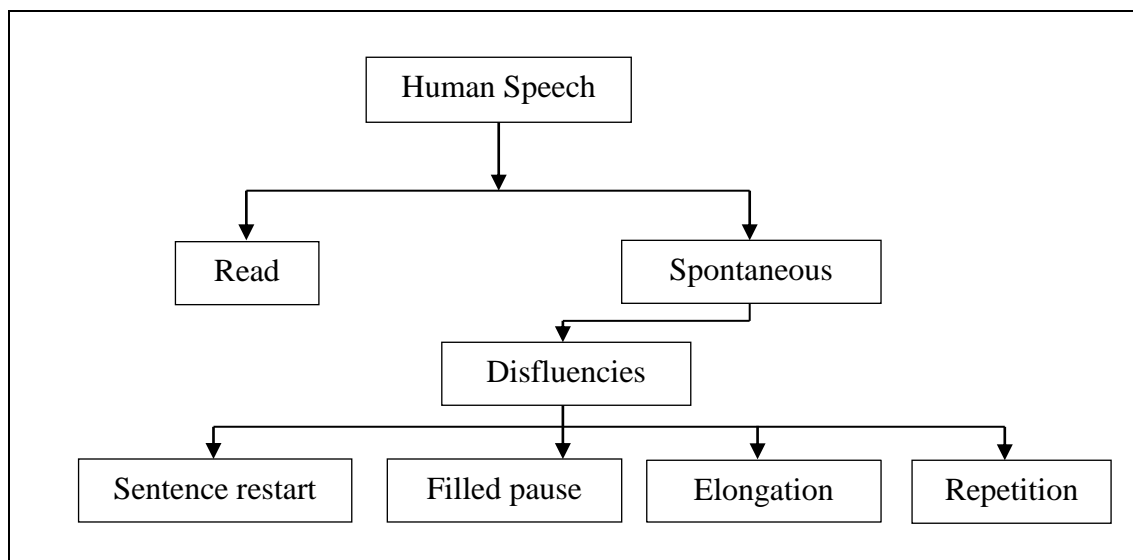 Human Speech
Read
Spontaneous
Disfluencies
Sentence restart
Filled pause
Elongation
Repetition